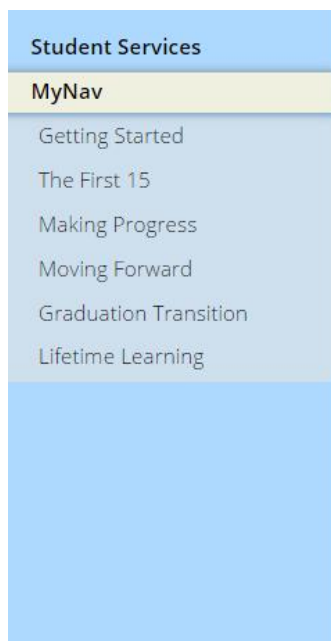 Student Services
MyNav
Getting Started
The First 15
Making Progress
Moving Forward
Graduation Transition
Lifetime Learning